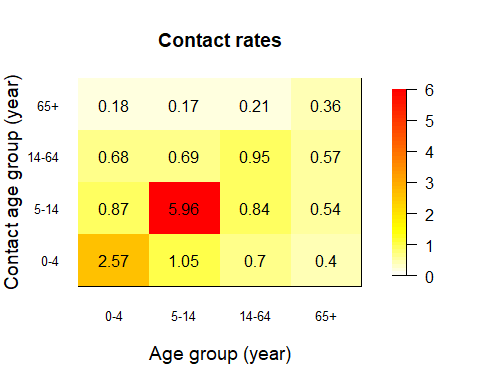 Contact rates
Contact age group (year)
65+ 0.18 0.17 0.21 0.36
14-64 0.68 0.69 0.95 0.57
5-14 0.87 5.96 0.84 0.54
0-4 2.57 1.05 0.7 0.4
0-4 5-14 14-64 65+
Age group (year)
6
5
4
3
2
1
0